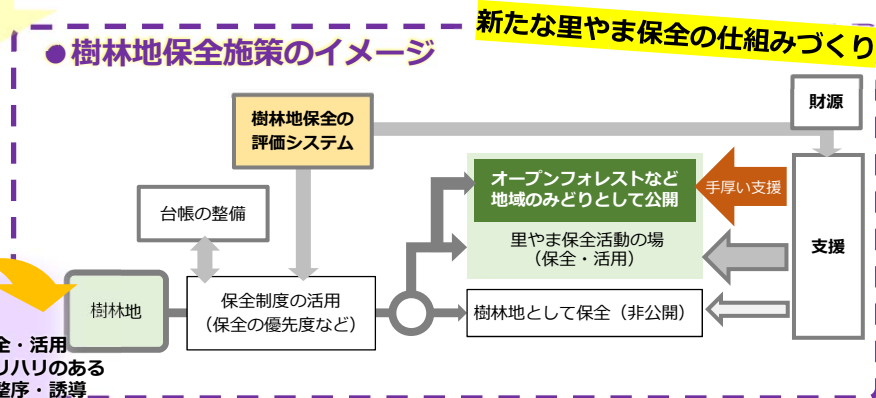 新たな里やま保全の仕組みづくり
●樹林地保全施策のイメージ
財源
樹林地保全の
評価システム
オープンフォレストなど
地域のみどりとして公開
手厚い支援
台帳の整備
里やま保全活動の場
（保全・活用）
支援
樹林地
保全制度の活用
（保全の優先度など）
樹林地として保全（非公開）
全・活用
リハリのある
整序・誘導